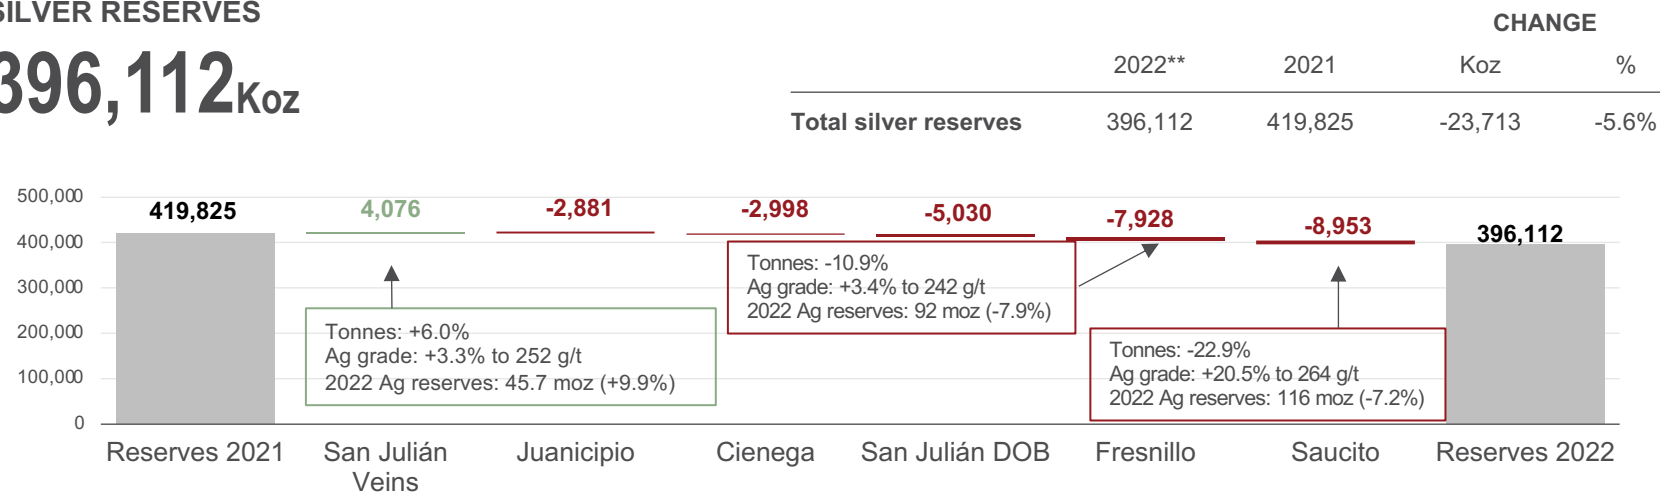 SILVER RESERVES
396,112Koz
CHANGE
2022** 2021 Koz %
Total silver reserves 396,112 419,825 -23,713 -5.6%
500,000
400,000
300,000
200,000
100,000
0
419,825
4,076
-2,881
-2,998
-5,030
-7,928
-8,953
396,112
Tonnes: +6.0%
Ag grade: +3.3% to 252 g/t
2022 Ag reserves: 45.7 moz (+9.9%)
Tonnes: -10.9%
Ag grade: +3.4% to 242 g/t
2022 Ag reserves: 92 moz (-7.9%)
Tonnes: -22.9%
Ag grade: +20.5% to 264 g/t
2022 Ag reserves: 116 moz (-7.2%)
Reserves 2021
San Julián
Veins
Juanicipio
Cienega
San Julián DOB
Fresnillo
Saucito
Reserves 2022